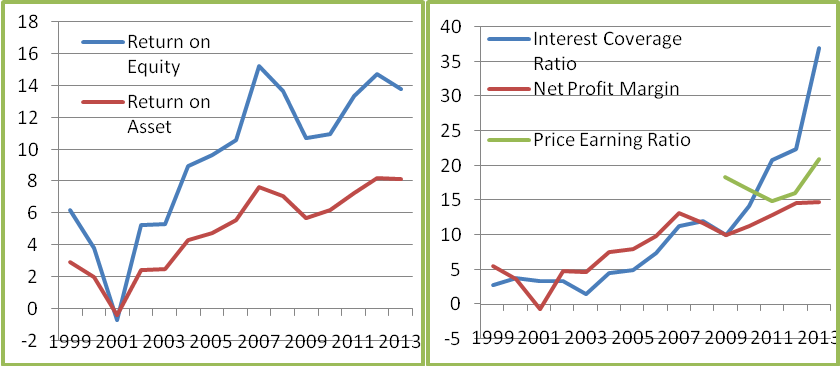 18
16
14
12
10
8
6
4
2
0
-2
Return on
Equity
Return on
Asset
1999 2001 2003 2005 2007 2009 2011 2013
40
35
30
25
20
15
10
5
0
-5
Interest Coverage
Ratio
Net Profit Margin
Price Earning Ratio
1999 2001 2003 2005 2007 2009 2011 2013